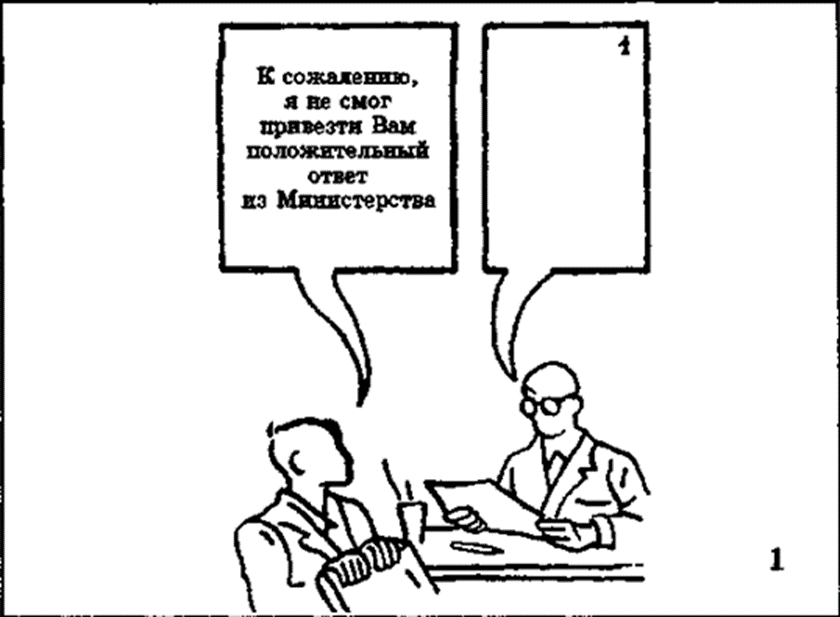 К сожалению,
я не смог
привезти Вам
положительный
ответ
из Министерства
1
1